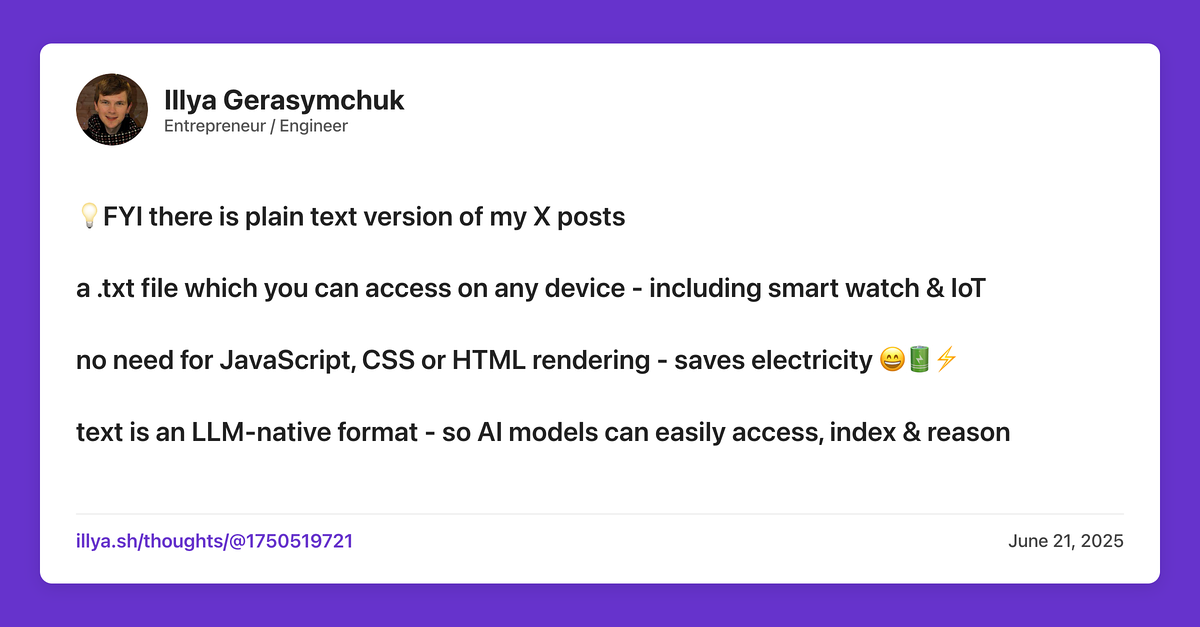 Illya Gerasymchuk
Entrepreneur / Engineer
💡FYI there is plain text version of my X posts
a .txt file which you can access on any device - including smart watch & IoT
no need for JavaScript, CSS or HTML rendering - saves electricity 😄🔋⚡
text is an LLM-native format - so AI models can easily access, index & reason
illya.sh/thoughts/@1750519721
June 21, 2025